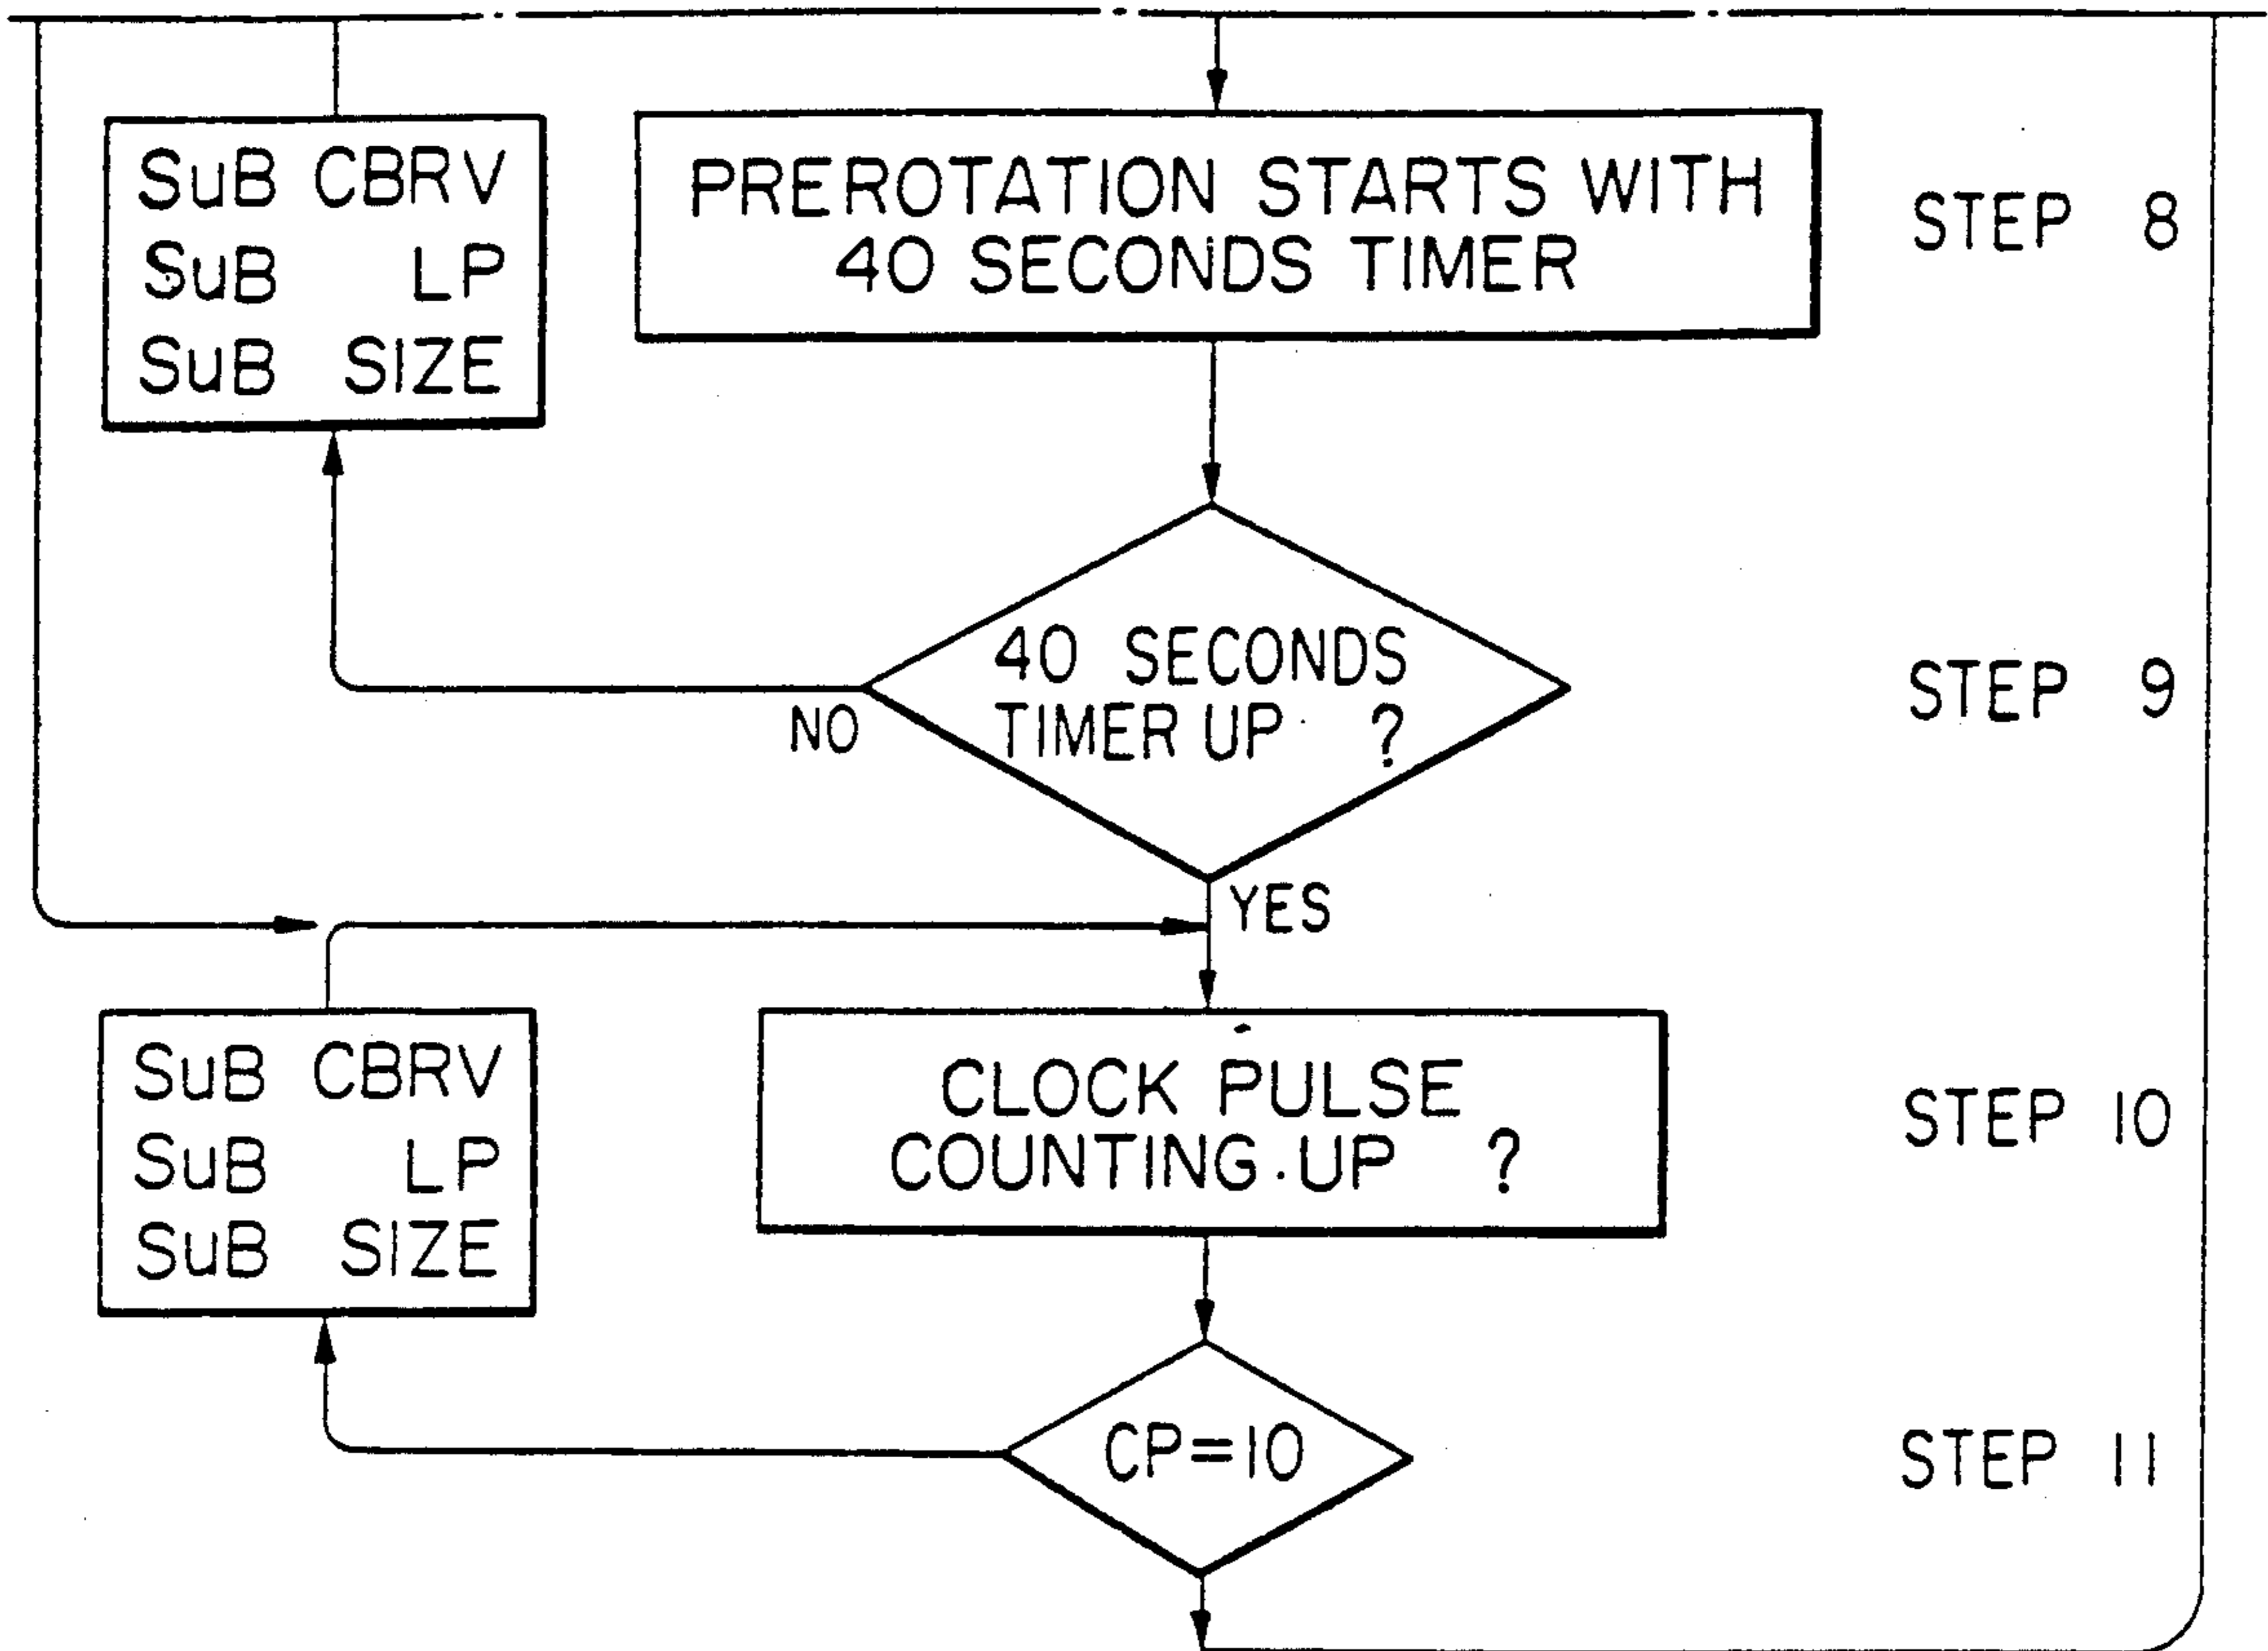 SuB CBRV
SuB LP
SuB SIZE
PREROTATION STARTS WITH
40 SECONDS TIMER
STEP 8
40 SECONDS
TIMER UP ?
NO
STEP 9
YES
SuB CBRV
SuB LP
SuB SIZE
CLOCK PULSE
COUNTING UP ?
STEP 10
CP=10
STEP 11